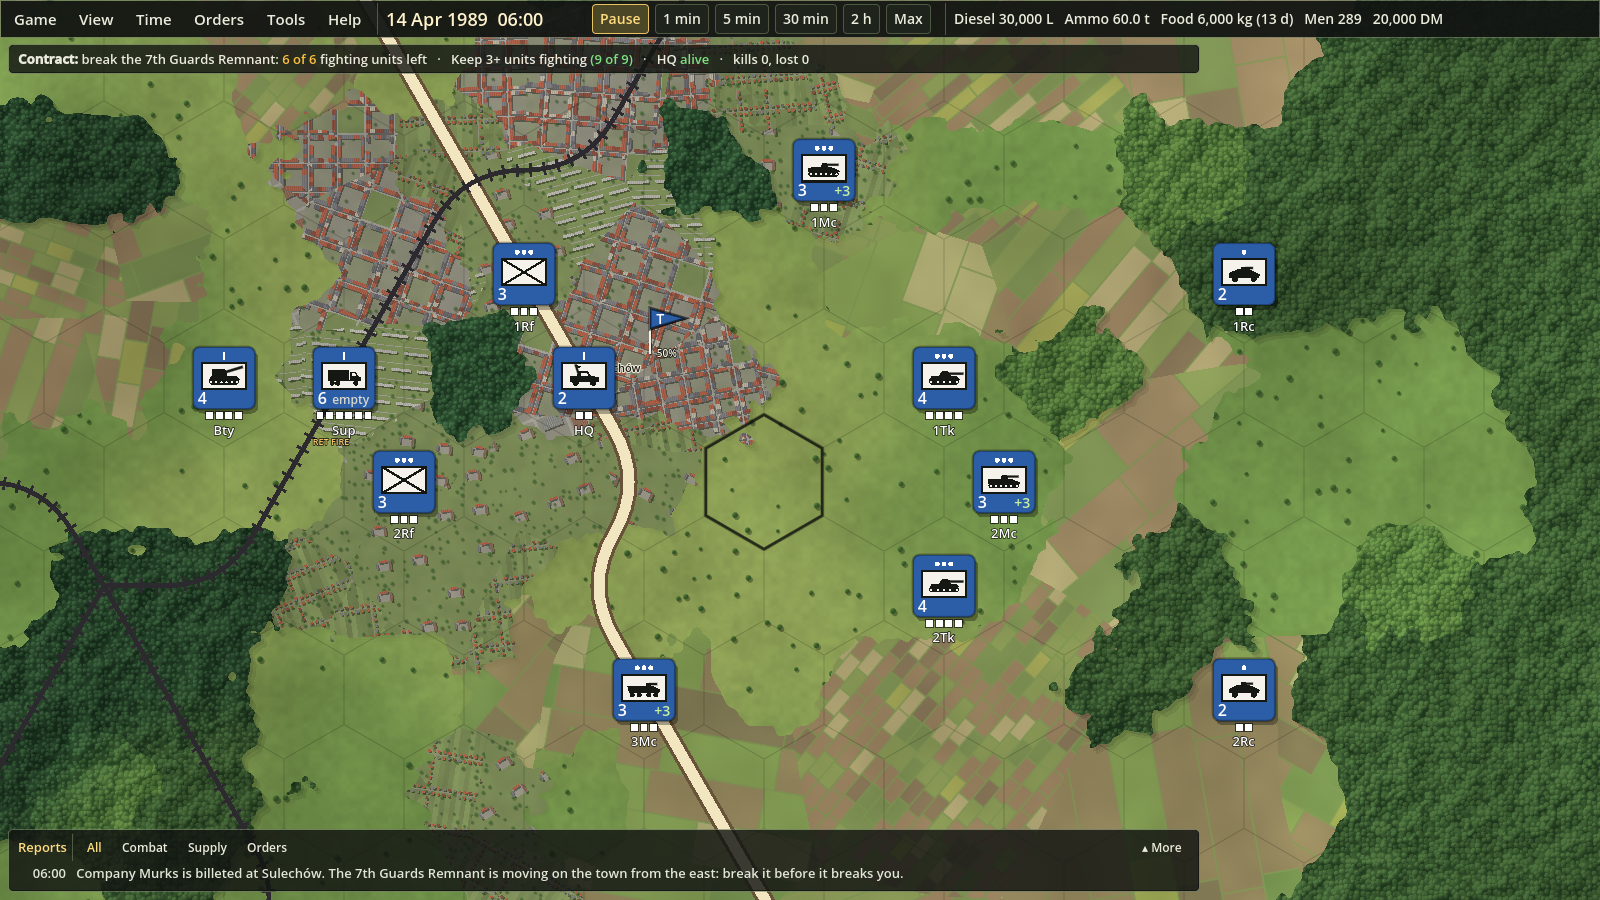 Game View Time Orders Tools Help 14 Apr 1989 06:00 Pause 1 min 5 min 30 min 2 h Max Diesel 30,000 L Ammo 60.0 t Food 6,000 kg (13 d) Men 289 20,000 DM
Contract: break the 7th Guards Remnant: 6 of 6 fighting units left · Keep 3+ units fighting (9 of 9) · HQ alive · kills 0, lost 0
3 +3
1Mc
3
1Rf
2
1Rc
T
50%
4
Bty
6 empty
Sup
RET FIRE
2
HQ
chów
4
1Tk
3
2Rf
3 +3
2Mc
4
2Tk
3 +3
3Mc
2
2Rc
Reports All Combat Supply Orders ▴ More
06:00 Company Murks is billeted at Sulechów. The 7th Guards Remnant is moving on the town from the east: break it before it breaks you.